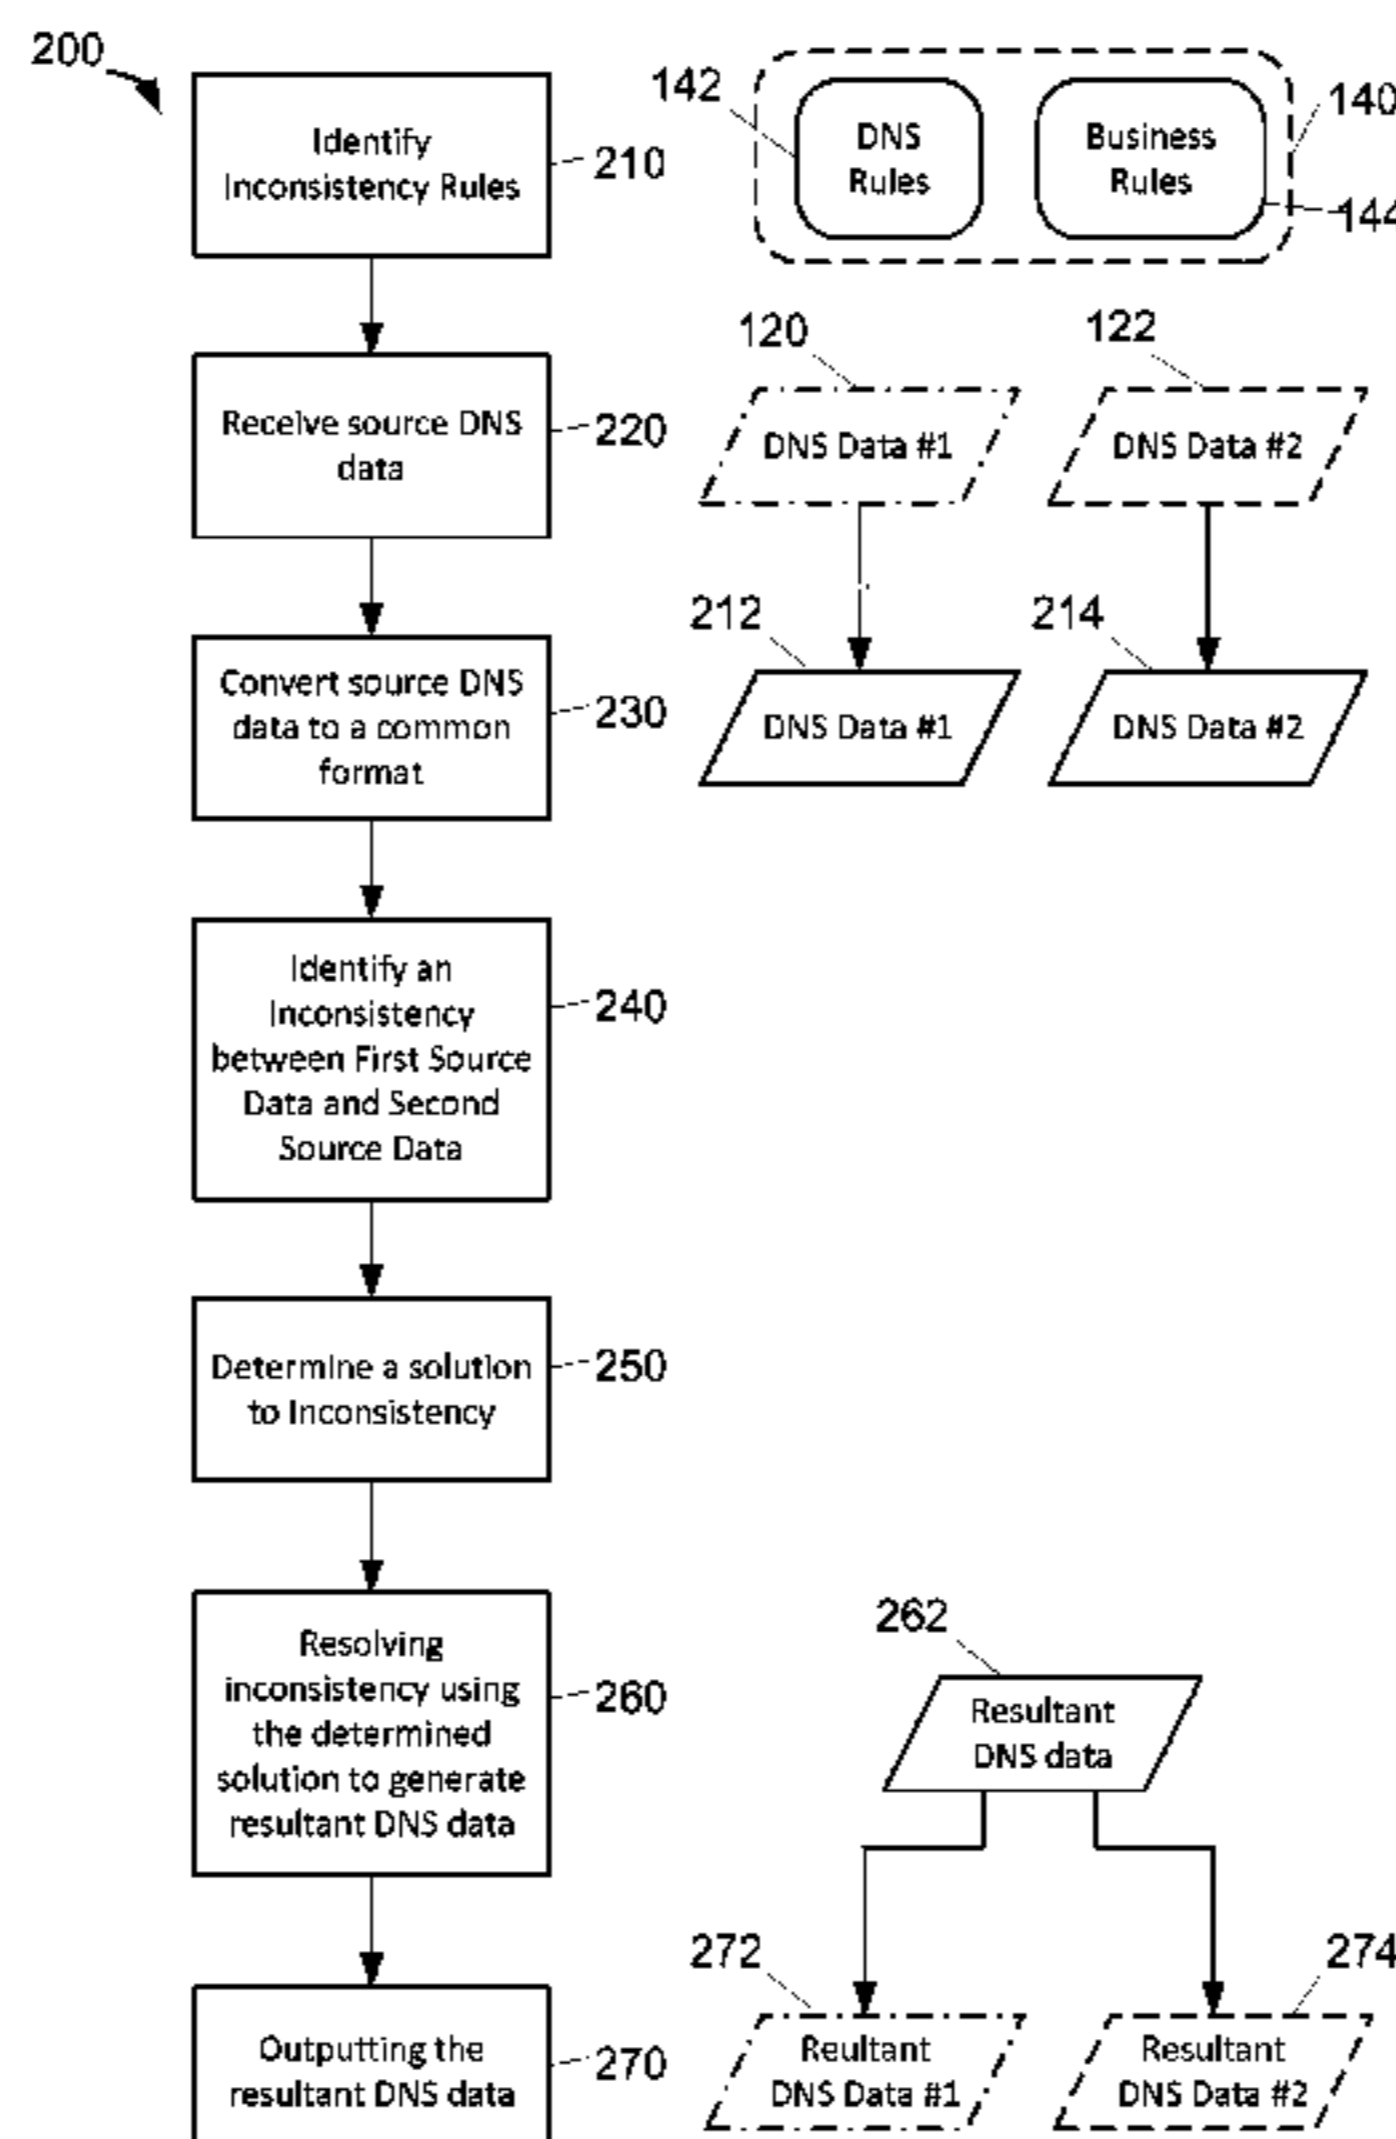 200
Identify
Inconsistency Rules
210
142
DNS
Rules
Business
Rules
140
144
Receive source DNS
data
220
120
DNS Data #1
122
DNS Data #2
Convert source DNS
data to a common
format
230
212
DNS Data #1
214
DNS Data #2
Identify an
Inconsistency
between First Source
Data and Second
Source Data
240
Determine a solution
to Inconsistency
250
Resolving
inconsistency using
the determined
solution to generate
resultant DNS data
260
262
Resultant
DNS data
Outputting the
resultant DNS data
270
272
Reultant
DNS Data #1
274
Resultant
DNS Data #2